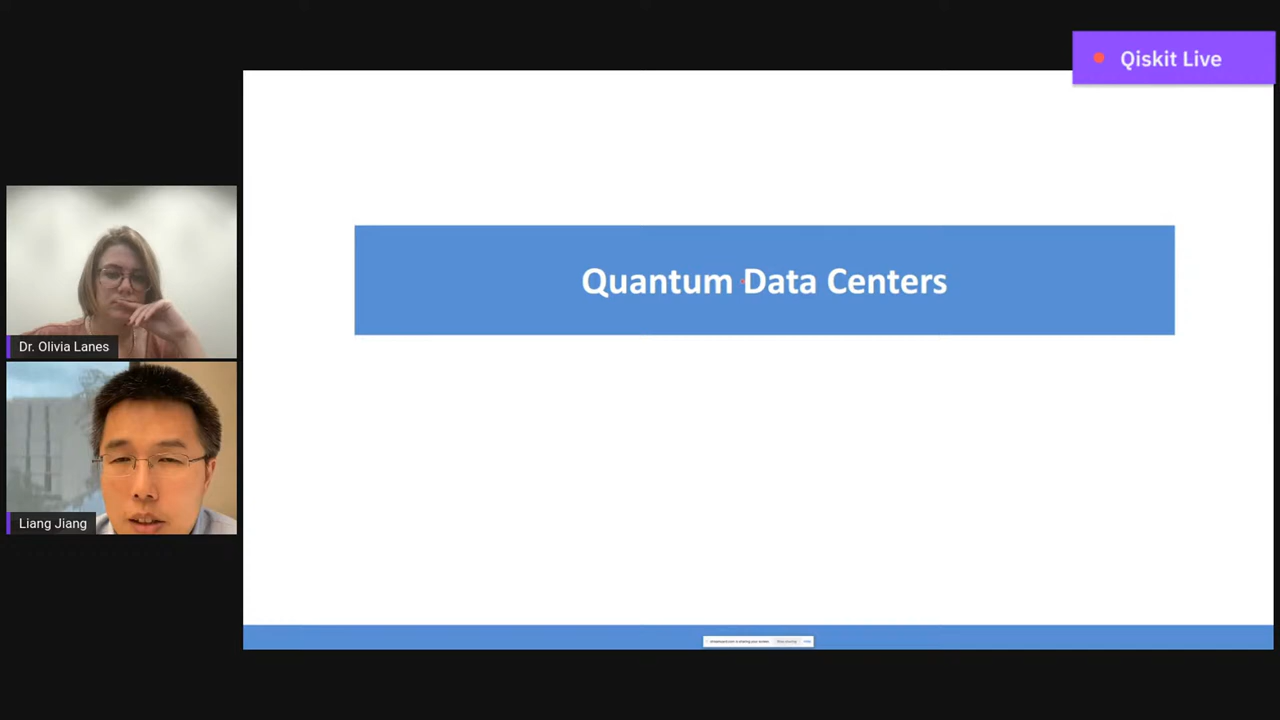 Qiskit Live
Quantum Data Centers
Dr. Olivia Lanes
Liang Jiang